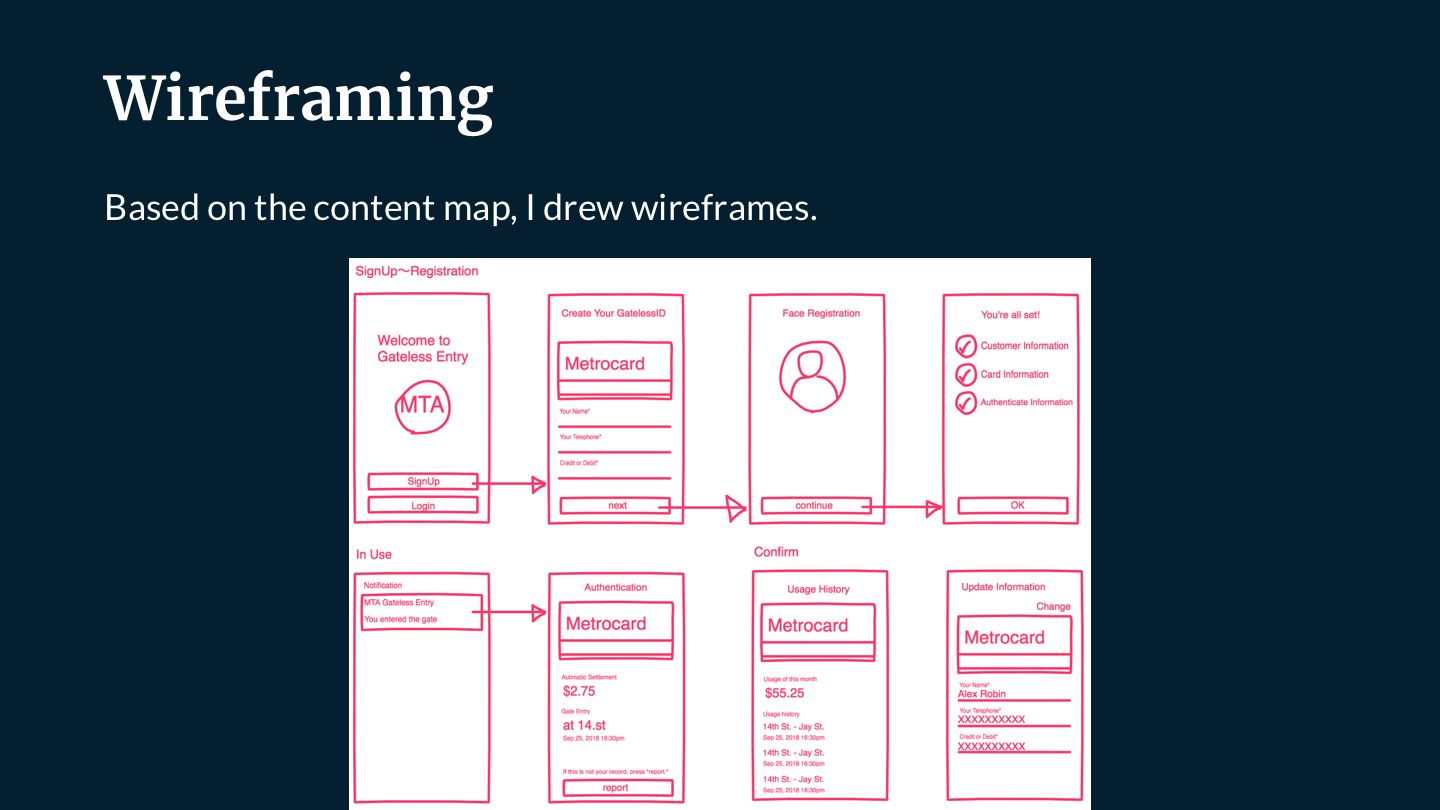 Wireframing
Based on the content map, I drew wireframes.
SignUp〜Registration
Welcome to
Gateless Entry
MTA
SignUp
Login
Create Your GatelessID
Metrocard
Your Name*
Your Telephone*
Credit or Debit*
next
Face Registration
continue
You're all set!
Customer Information
Card Information
Authenticate Information
OK
In Use
Notification
MTA Gateless Entry
You entered the gate
Authentication
Metrocard
Autimatic Settlement
$2.75
Gate Entry
at 14.st
Sep 25, 2018 16:30pm
If this is not your record, press "report."
report
Confirm
Usage History
Metrocard
Usage of this month
$55.25
Usage history
14th St. - Jay St.
Sep 25, 2018 16:30pm
14th St. - Jay St.
Sep 25, 2018 16:30pm
14th St. - Jay St.
Sep 25, 2018 16:30pm
Update Information
Change
Metrocard
Your Name*
Alex Robin
Your Telephone*
XXXXXXXXXX
Credit or Debit*
XXXXXXXXXX